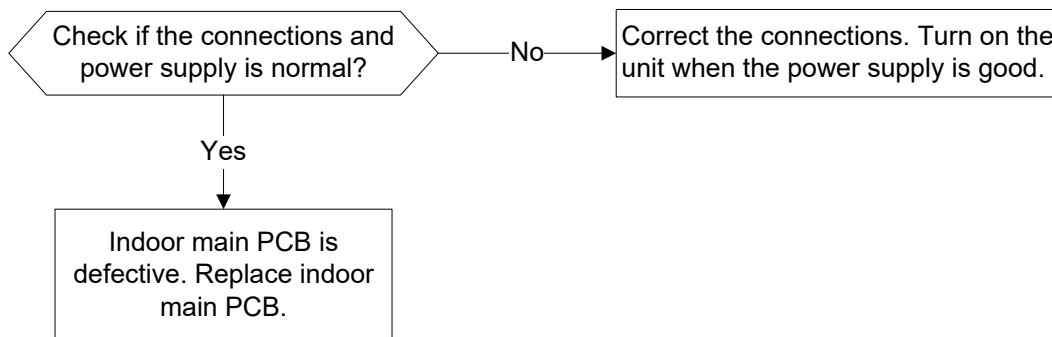 Check if the connections and
power supply is normal?
No
Correct the connections. Turn on the
unit when the power supply is good.
Yes
Indoor main PCB is
defective. Replace indoor
main PCB.